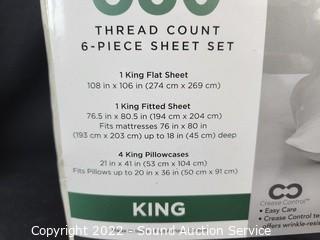 THREAD COUNT
6-PIECE SHEET SET
1 King Flat Sheet
108 in x 106 in (274 cm x 269 cm)
1 King Fitted Sheet
76.5 in x 80.5 in (194 cm x 204 cm)
Fits mattresses 76 in x 80 in
(193 cm x 203 cm) up to 18 in (45 cm) deep
4 King Pillowcases
21 in x 41 in (53 cm x 104 cm)
Fits Pillows up to 20 x 36 in (50 cm x 91 cm)
KING
Crease Control™
• Easy Care
• Crease Control te
offers wrinkle-resis
Copyright 2022 - Sound Auction Service